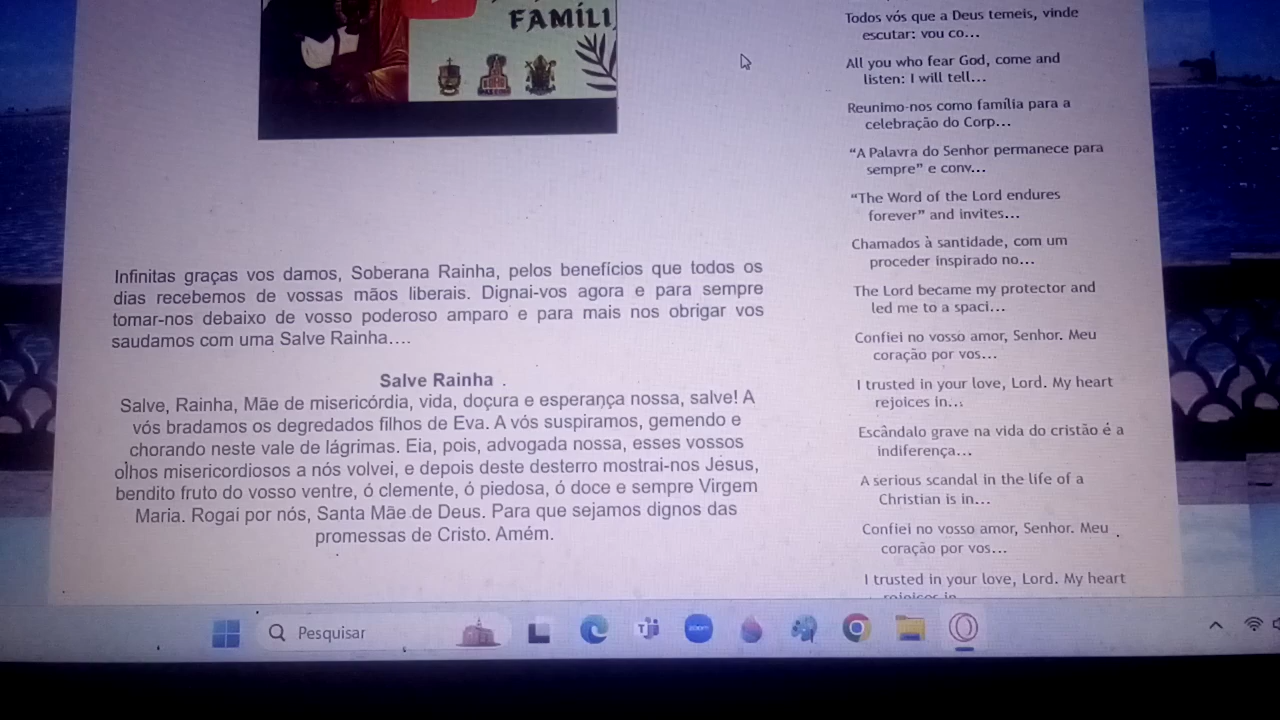 FAMÍLI
Infinitas graças vos damos, Soberana Rainha, pelos benefícios que todos os
dias recebemos de vossas mãos liberais. Dignai-vos agora e para sempre
tomar-nos debaixo de vosso poderoso amparo e para mais nos obrigar vos
saudamos com uma Salve Rainha....
Salve Rainha .
Salve, Rainha, Mãe de misericórdia, vida, doçura e esperança nossa, salve! A
vós bradamos os degredados filhos de Eva. A vós suspiramos, gemendo e
chorando neste vale de lágrimas. Eia, pois, advogada nossa, esses vossos
olhos misericordiosos a nós volvei, e depois deste desterro mostrai-nos Jesus,
bendito fruto do vosso ventre, ó clemente, ó piedosa, ó doce e sempre Virgem
Maria. Rogai por nós, Santa Mãe de Deus. Para que sejamos dignos das
promessas de Cristo. Amém.
Todos vós que a Deus temeis, vinde
escutar: vou co...
All you who fear God, come and
listen: I will tell...
Reunimo-nos como família para a
celebração do Corp...
“A Palavra do Senhor permanece para
sempre” e conv...
“The Word of the Lord endures
forever” and invites...
Chamados à santidade, com um
proceder inspirado no...
The Lord became my protector and
led me to a spaci...
Confiei no vosso amor, Senhor. Meu
coração por vos...
I trusted in your love, Lord. My heart
rejoices in...
Escândalo grave na vida do cristão é a
indiferença...
A serious scandal in the life of a
Christian is in...
Confiei no vosso amor, Senhor. Meu
coração por vos...
I trusted in your love, Lord. My heart
rejoices in
Pesquisar
zoom